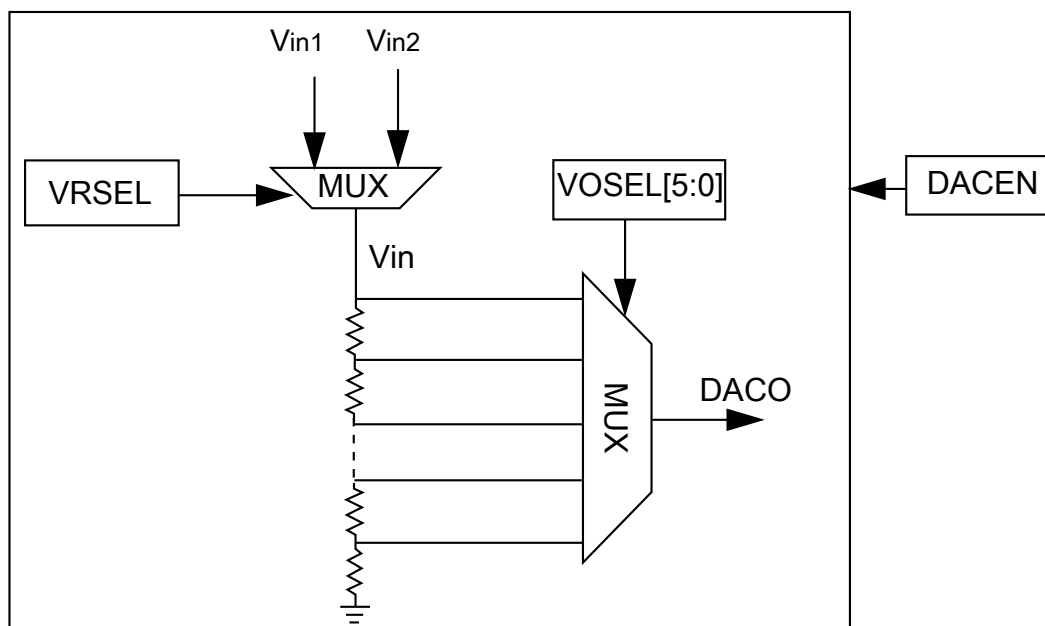 Vin1 Vin2
VRSEL
MUX
VOSEL[5:0]
DACEN
Vin
MUX
DACO